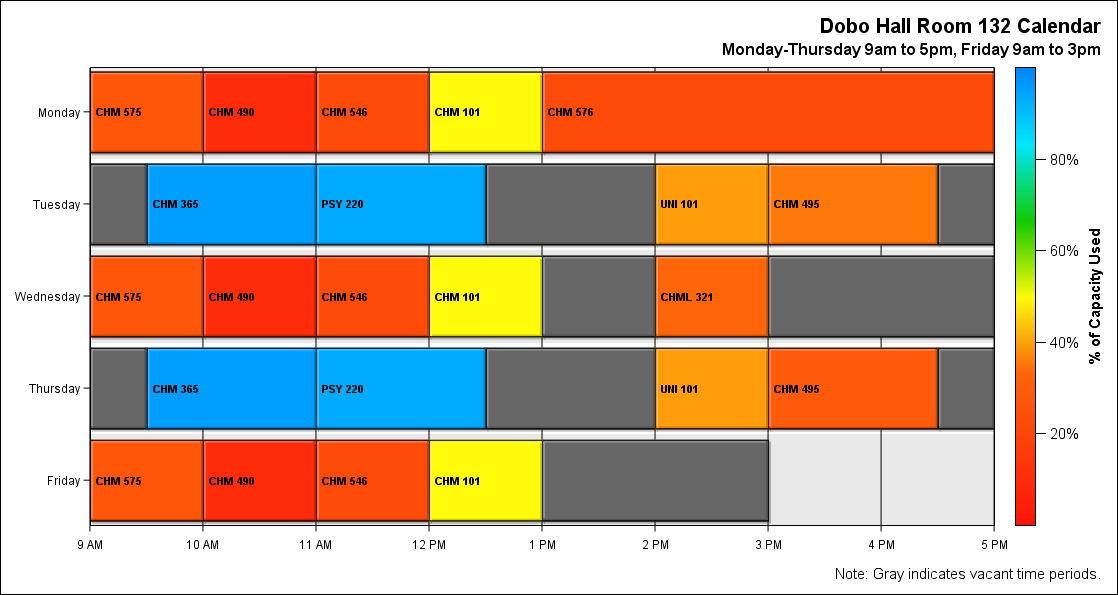 Dobo Hall Room 132 Calendar
Monday-Thursday 9am to 5pm, Friday 9am to 3pm
Monday
CHM 575
CHM 490
CHM 546
CHM 101
CHM 576
Tuesday
CHM 365
PSY 220
UNI 101
CHM 495
Wednesday
CHM 575
CHM 490
CHM 546
CHM 101
CHML 321
Thursday
CHM 365
PSY 220
UNI 101
CHM 495
Friday
CHM 575
CHM 490
CHM 546
CHM 101
9 AM
10 AM
11 AM
12 PM
1 PM
2 PM
3 PM
4 PM
5 PM
80%
60%
40%
20%
% of Capacity Used
Note: Gray indicates vacant time periods.